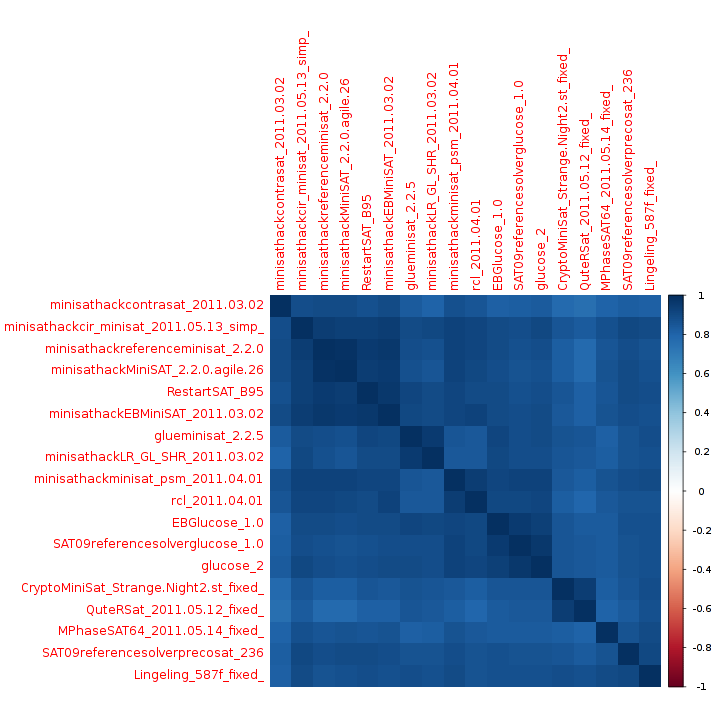 minisathackcontrasat_2011.03.02
minisathackcir_minisat_2011.05.13_simp_
minisathackreferenceminisat_2.2.0
minisathackMiniSAT_2.2.0.agile.26
RestartSAT_B95
minisathackEBMiniSAT_2011.03.02
glueminisat_2.2.5
minisathackLR_GL_SHR_2011.03.02
minisathackminisat_psm_2011.04.01
rcl_2011.04.01
EBGlucose_1.0
SAT09referencesolverglucose_1.0
glucose_2
CryptoMiniSat_Strange.Night2.st_fixed_
QuteRSat_2011.05.12_fixed_
MPhaseSAT64_2011.05.14_fixed_
SAT09referencesolverprecosat_236
Lingeling_587f_fixed_
minisathackcontrasat_2011.03.02
minisathackcir_minisat_2011.05.13_simp_
minisathackreferenceminisat_2.2.0
minisathackMiniSAT_2.2.0.agile.26
RestartSAT_B95
minisathackEBMiniSAT_2011.03.02
glueminisat_2.2.5
minisathackLR_GL_SHR_2011.03.02
minisathackminisat_psm_2011.04.01
rcl_2011.04.01
EBGlucose_1.0
SAT09referencesolverglucose_1.0
glucose_2
CryptoMiniSat_Strange.Night2.st_fixed_
QuteRSat_2011.05.12_fixed_
MPhaseSAT64_2011.05.14_fixed_
SAT09referencesolverprecosat_236
Lingeling_587f_fixed_
1
0.8
0.6
0.4
0.2
0
-0.2
-0.4
-0.6
-0.8
-1